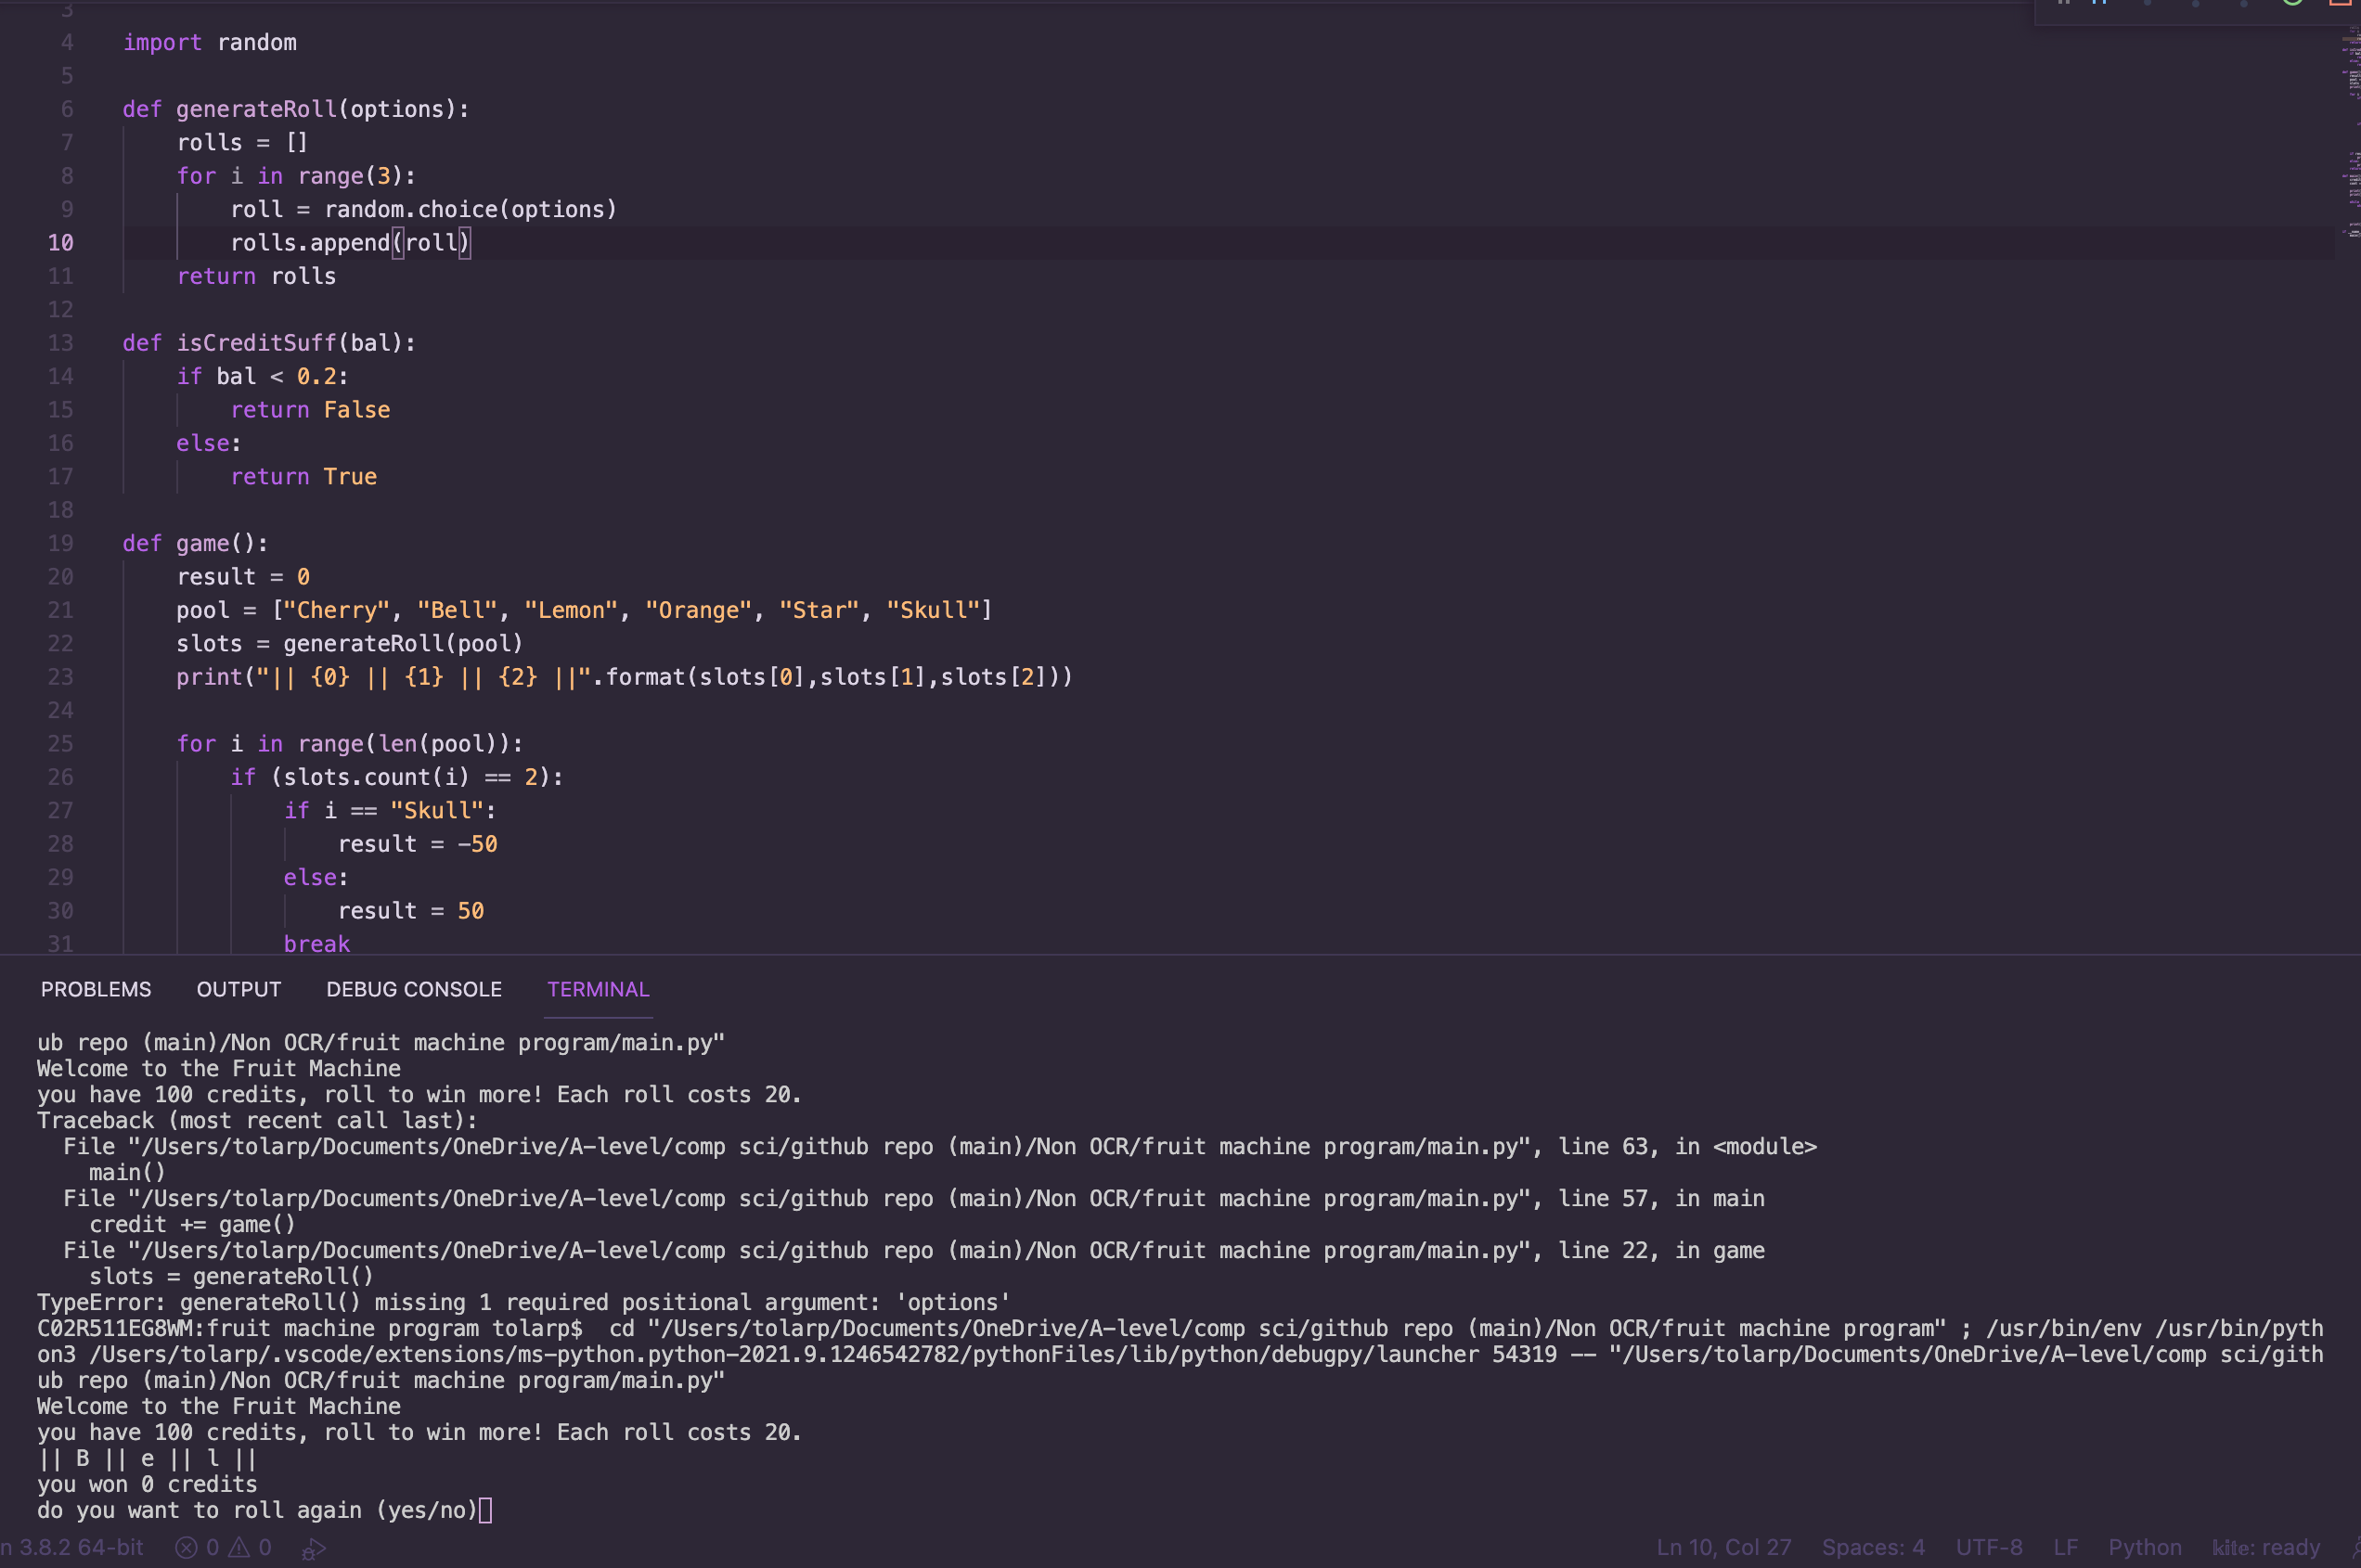 3
4 import random
5
6 def generateRoll(options):
7 rolls = []
8 for i in range(3):
9 roll = random.choice(options)
10 rolls.append(roll)
11 return rolls
12
13 def isCreditSuff(bal):
14 if bal < 0.2:
15 return False
16 else:
17 return True
18
19 def game():
20 result = 0
21 pool = ["Cherry", "Bell", "Lemon", "Orange", "Star", "Skull"]
22 slots = generateRoll(pool)
23 print("|| {0} || {1} || {2} ||".format(slots[0],slots[1],slots[2]))
24
25 for i in range(len(pool)):
26 if (slots.count(i) == 2):
27 if i == "Skull":
28 result = -50
29 else:
30 result = 50
31 break
PROBLEMS OUTPUT DEBUG CONSOLE TERMINAL
ub repo (main)/Non OCR/fruit machine program/main.py"
Welcome to the Fruit Machine
you have 100 credits, roll to win more! Each roll costs 20.
Traceback (most recent call last):
File "/Users/tolarp/Documents/OneDrive/A-level/comp sci/github repo (main)/Non OCR/fruit machine program/main.py", line 63, in <module>
main()
File "/Users/tolarp/Documents/OneDrive/A-level/comp sci/github repo (main)/Non OCR/fruit machine program/main.py", line 57, in main
credit += game()
File "/Users/tolarp/Documents/OneDrive/A-level/comp sci/github repo (main)/Non OCR/fruit machine program/main.py", line 22, in game
slots = generateRoll()
TypeError: generateRoll() missing 1 required positional argument: 'options'
C02R511EG8WM:fruit machine program tolarp$ cd "/Users/tolarp/Documents/OneDrive/A-level/comp sci/github repo (main)/Non OCR/fruit machine program" ; /usr/bin/env /usr/bin/pyth
on3 /Users/tolarp/.vscode/extensions/ms-python.python-2021.9.1246542782/pythonFiles/lib/python/debugpy/launcher 54319 -- "/Users/tolarp/Documents/OneDrive/A-level/comp sci/gith
ub repo (main)/Non OCR/fruit machine program/main.py"
Welcome to the Fruit Machine
you have 100 credits, roll to win more! Each roll costs 20.
|| B || e || l ||
you won 0 credits
do you want to roll again (yes/no)
n 3.8.2 64-bit 0 0 Ln 10, Col 27 Spaces: 4 UTF-8 LF Python kite: ready